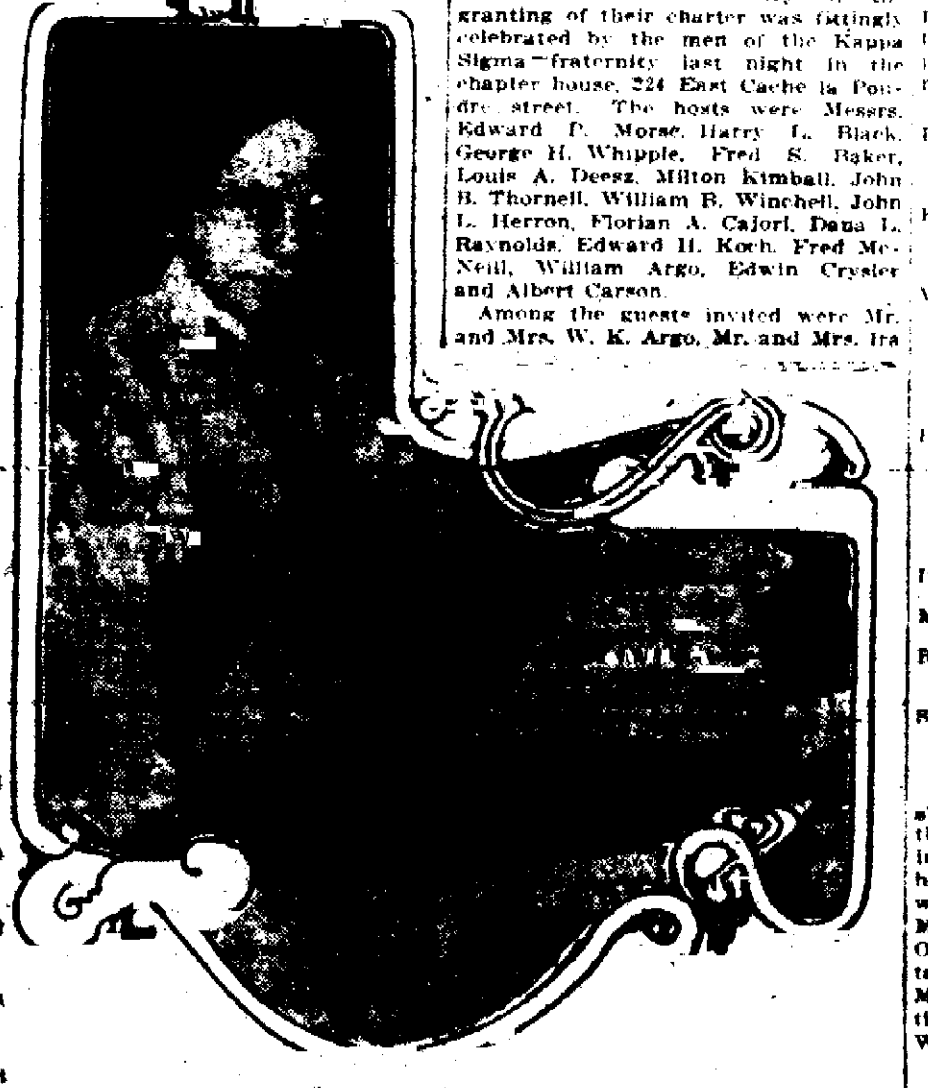 granting of their charter was fittingly
celebrated by the men of the Kappa
Sigma fraternity last night in the
chapter house, 224 East Cache la Pou-
dre street. The hosts were Messrs.
Edward P. Morse, Harry L. Black,
George H. Whipple, Fred S. Baker,
Louis A. Deesz, Milton Kimball, John
B. Thornell, William B. Winchell, John
L. Herron, Florian A. Cajori, Dana L.
Raynolds, Edward H. Koch, Fred Mc-
Neill, William Argo, Edwin Crysler
and Albert Carson.
Among the guests invited were Mr.
and Mrs. W. K. Argo, Mr. and Mrs. Ira